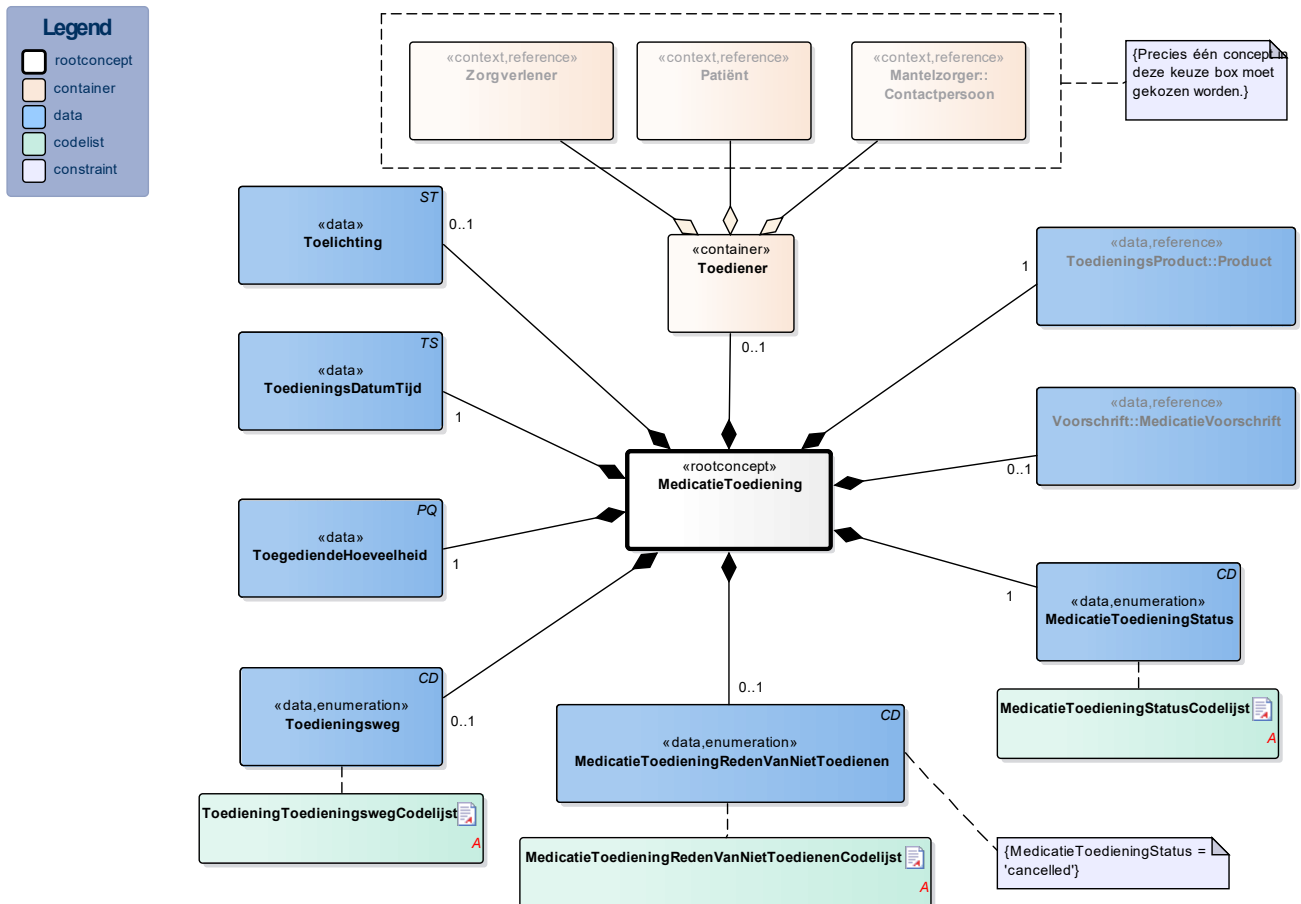 Legend
rootconcept
container
data
codelist
constraint
«context,reference»
Zorgverlener
«context,reference»
Patiënt
«context,reference»
Mantelzorger::
Contactpersoon
{Precies één concept in
deze keuze box moet
gekozen worden.}
ST
«data»
Toelichting
0..1
«container»
Toediener
0..1
«data,reference»
ToedieningsProduct::Product
1
TS
«data»
ToedieningsDatumTijd
1
«data,reference»
Voorschrift::MedicatieVoorschrift
0..1
«rootconcept»
MedicatieToediening
PQ
«data»
ToegediendeHoeveelheid
1
CD
«data,enumeration»
MedicatieToedieningStatus
1
MedicatieToedieningStatusCodelijst
A
CD
«data,enumeration»
Toedieningsweg
0..1
ToedieningToedieningswegCodelijst
A
0..1
CD
«data,enumeration»
MedicatieToedieningRedenVanNietToedienen
MedicatieToedieningRedenVanNietToedienenCodelijst
A
{MedicatieToedieningStatus =
'cancelled'}